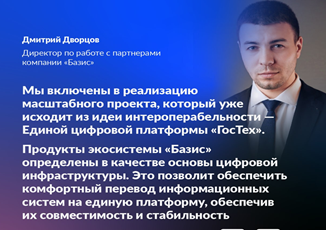 Дмитрий Дворцов
Директор по работе с партнерами
компании «Базис»
Мы включены в реализацию
масштабного проекта, который уже
исходит из идеи интероперабельности —
Единой цифровой платформы «ГосТех».
Продукты экосистемы «Базис»
определены в качестве основы цифровой
инфраструктуры. Это позволит обеспечить
комфортный перевод информационных
систем на единую платформу, обеспечив
их совместимость и стабильность